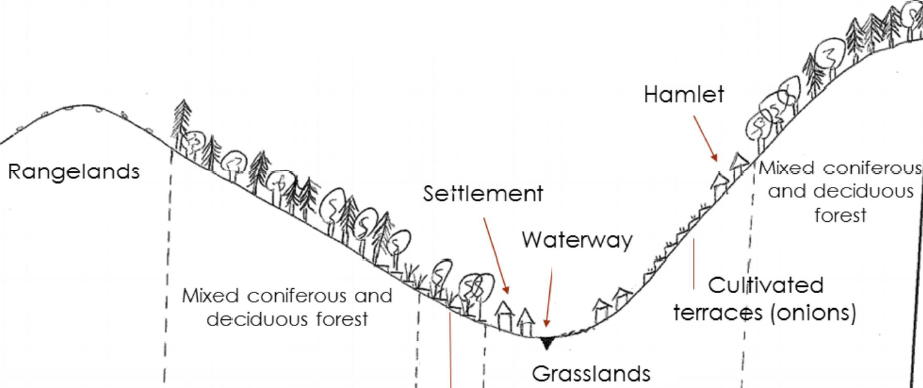 Hamlet
Rangelands
Mixed coniferous
and deciduous
forest
Settlement
Waterway
Mixed coniferous and
deciduous forest
Cultivated
terraces (onions)
Grasslands